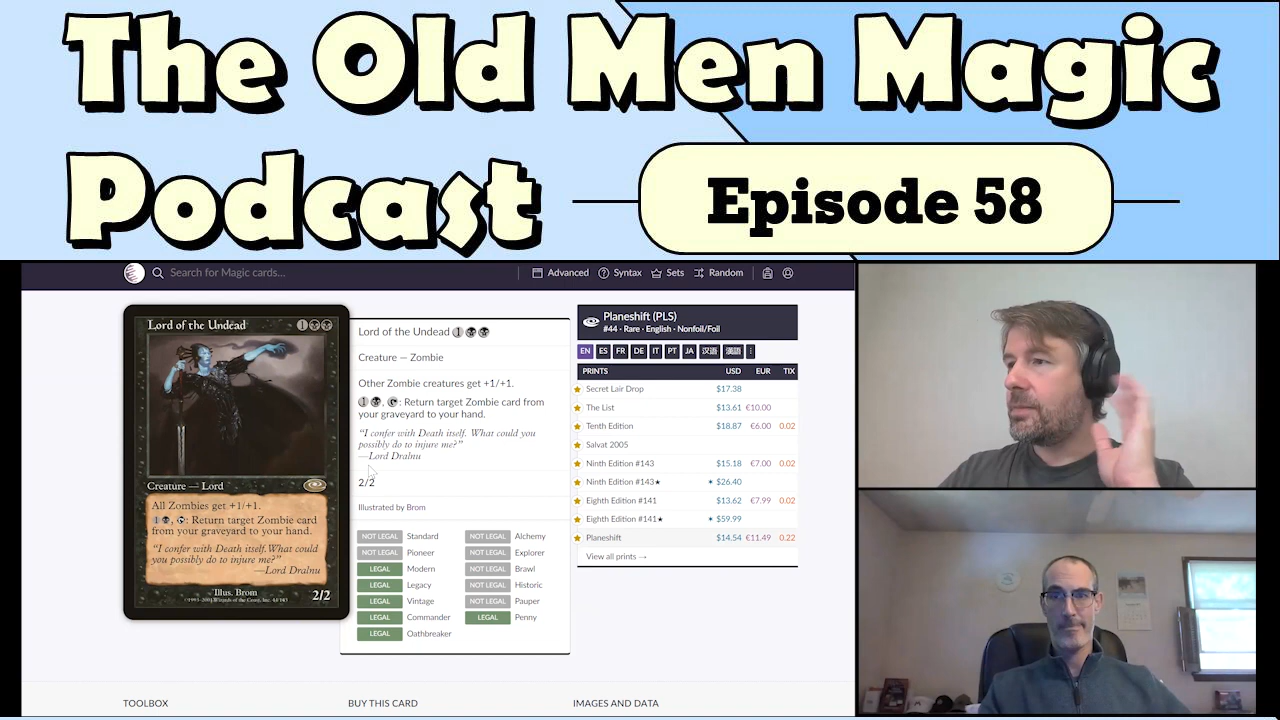 The Old Men Magic
Podcast
Episode 58
Search for Magic cards...
Advanced
Syntax
Sets
Random
Lord of the Undead 1
Creature — Lord
All Zombies get +1/+1.
1, : Return target Zombie card
from your graveyard to your hand.
“I confer with Death itself. What could
you possibly do to injure me?”
—Lord Dralnu
Illus. Brom
2/2
Lord of the Undead 1
Creature — Zombie
Other Zombie creatures get +1/+1.
1, : Return target Zombie card from
your graveyard to your hand.
“I confer with Death itself. What could you
possibly do to injure me?”
—Lord Dralnu
2/2
Illustrated by Brom
NOT LEGAL Standard NOT LEGAL Alchemy
NOT LEGAL Pioneer NOT LEGAL Explorer
LEGAL Modern NOT LEGAL Brawl
LEGAL Legacy NOT LEGAL Historic
LEGAL Vintage NOT LEGAL Pauper
LEGAL Commander LEGAL Penny
LEGAL Oathbreaker
Planeshift (PLS)
#44 · Rare · English · Nonfoil/Foil
EN ES FR DE IT PT JA 汉语 漢語
PRINTS USD EUR TIX
Secret Lair Drop $17.38
The List $13.61 €10.00
Tenth Edition $18.87 €6.00 0.02
Salvat 2005
Ninth Edition #143 $15.18 €7.00 0.02
Ninth Edition #143★ ✶ $26.40
Eighth Edition #141 $13.62 €7.99 0.02
Eighth Edition #141★ ✶ $59.99
Planeshift $14.54 €11.49 0.22
View all prints →
TOOLBOX
BUY THIS CARD
IMAGES AND DATA